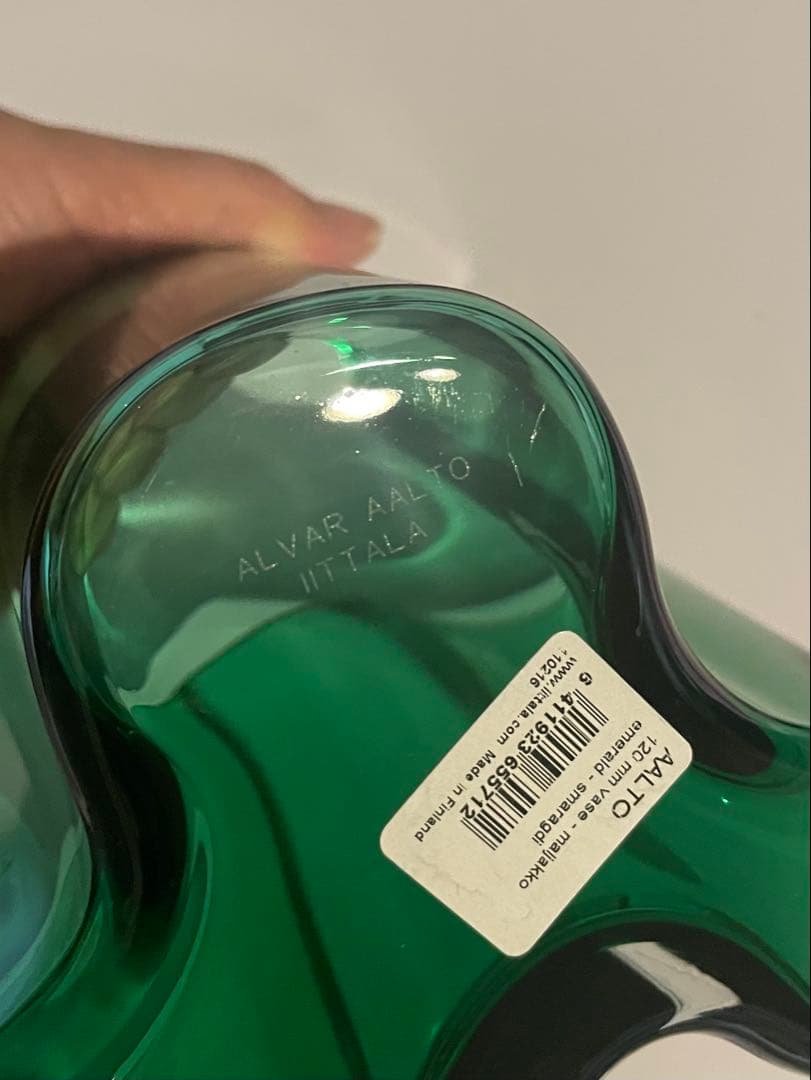 ALVAR AALTO
IITTALA
AALTO
120 mm vase - maljakko
emerald - smaragdi
6 411923 655712
www.iittala.com Made in Finland
110216